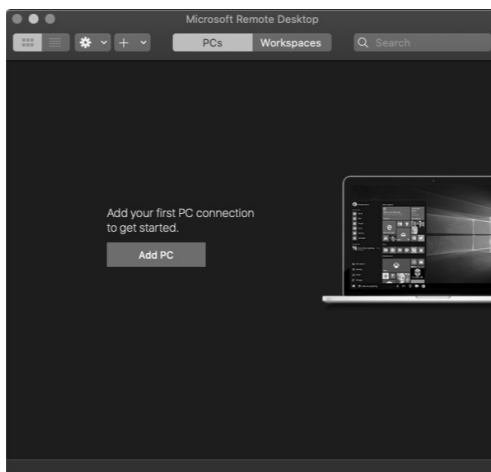 Microsoft Remote Desktop
PCs
Workspaces
Search
Add your first PC connection
to get started.
Add PC